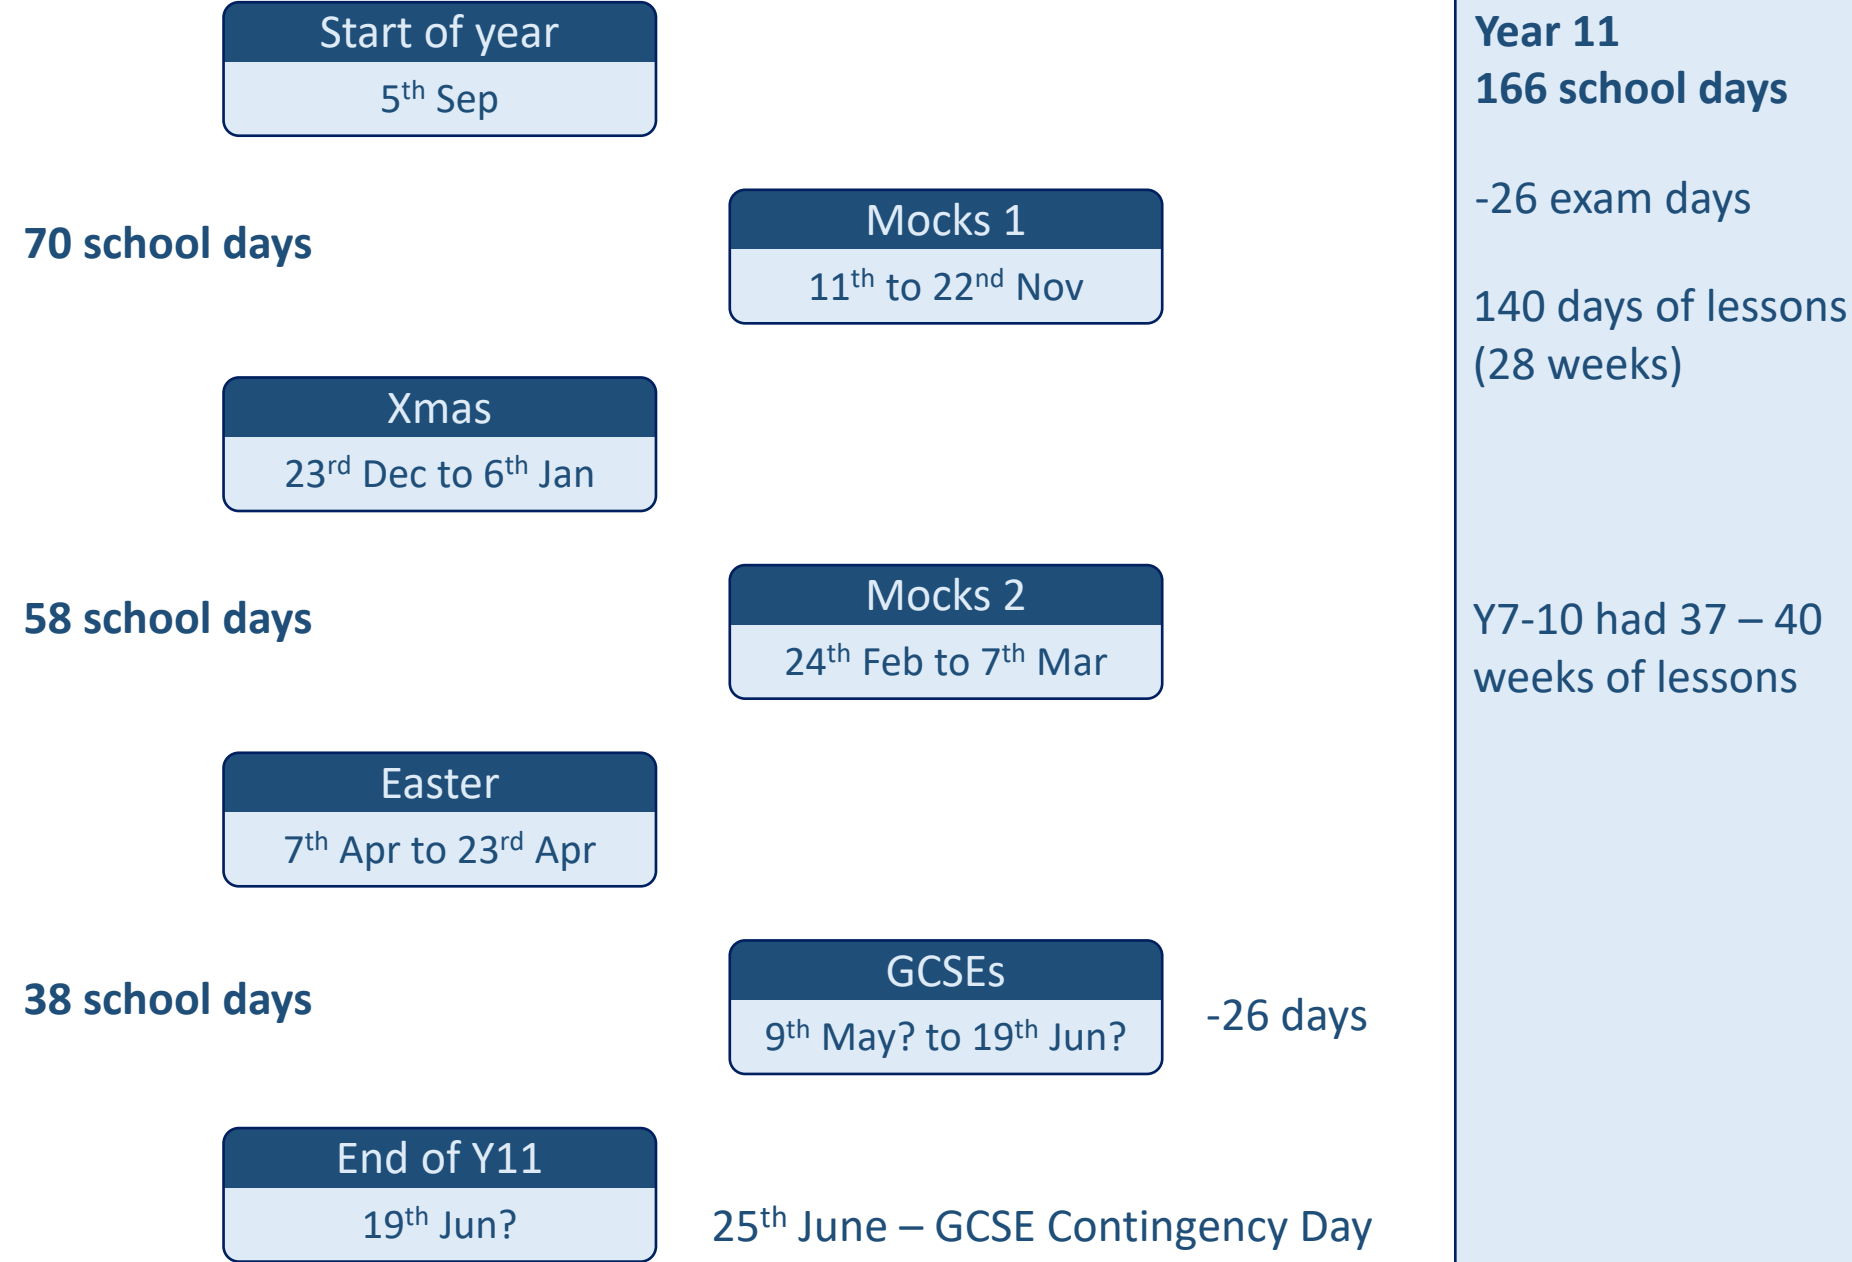 Start of year
5th Sep
70 school days
Mocks 1
11th to 22nd Nov
Xmas
23rd Dec to 6th Jan
58 school days
Mocks 2
24th Feb to 7th Mar
Easter
7th Apr to 23rd Apr
38 school days
GCSEs
9th May? to 19th Jun?
-26 days
End of Y11
19th Jun?
25th June – GCSE Contingency Day
Year 11
166 school days
-26 exam days
140 days of lessons
(28 weeks)
Y7-10 had 37 – 40
weeks of lessons